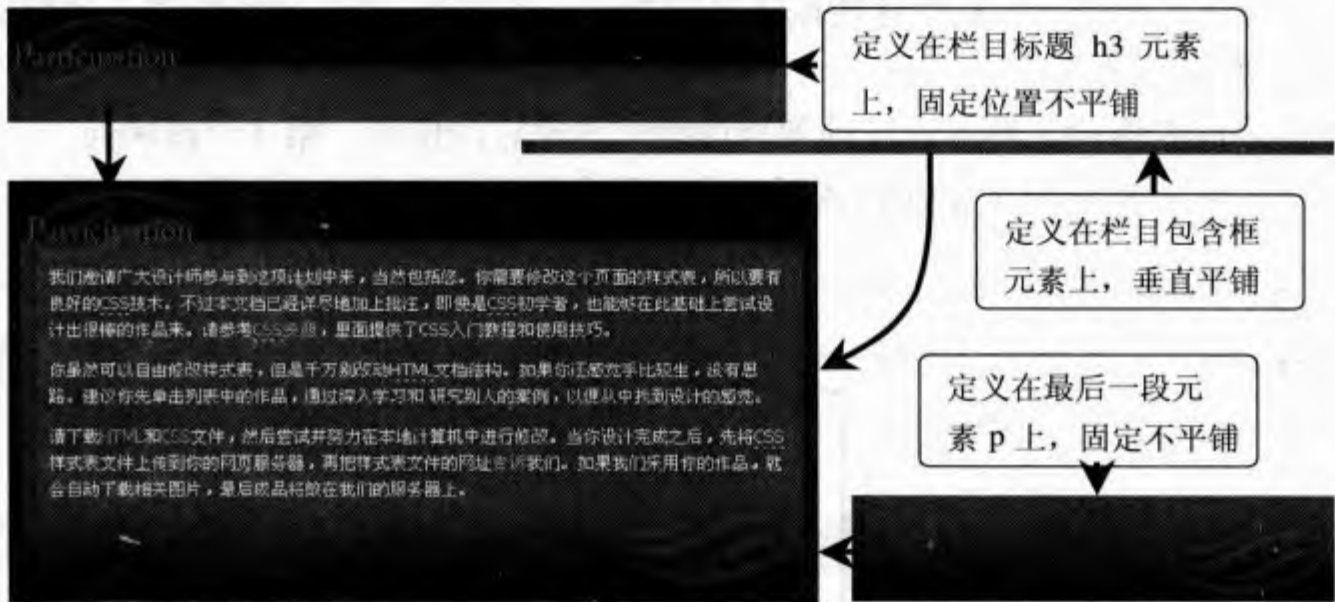 Participation
定义在栏目标题 h3 元素
上，固定位置不平铺
定义在栏目包含框
元素上，垂直平铺
Participation
我们邀请广大设计师参与到这项计划中来，当然包括您。你需要修改这个页面的样式表，所以要有
良好的CSS技术。不过本文档已经详尽地加上批注，即使是CSS初学者，也能够在此基础上尝试设
计出很棒的作品来。请参考CSS资源，里面提供了CSS入门教程和使用技巧。
你虽然可以自由修改样式表，但是千万别改动HTML文档结构。如果你还感觉手比较生，没有思
路。建议你先单击列表中的作品，通过深入学习和 研究别人的案例，以便从中找到设计的感觉。
请下载HTML和CSS文件，然后尝试并努力在本地计算机中进行修改。当你设计完成之后，先将CSS
样式表文件上传到你的网页服务器，再把样式表文件的网址告诉我们。如果我们采用你的作品，就
会自动下载相关图片，最后成品将放在我们的服务器上。
定义在最后一段元
素 p 上，固定不平铺